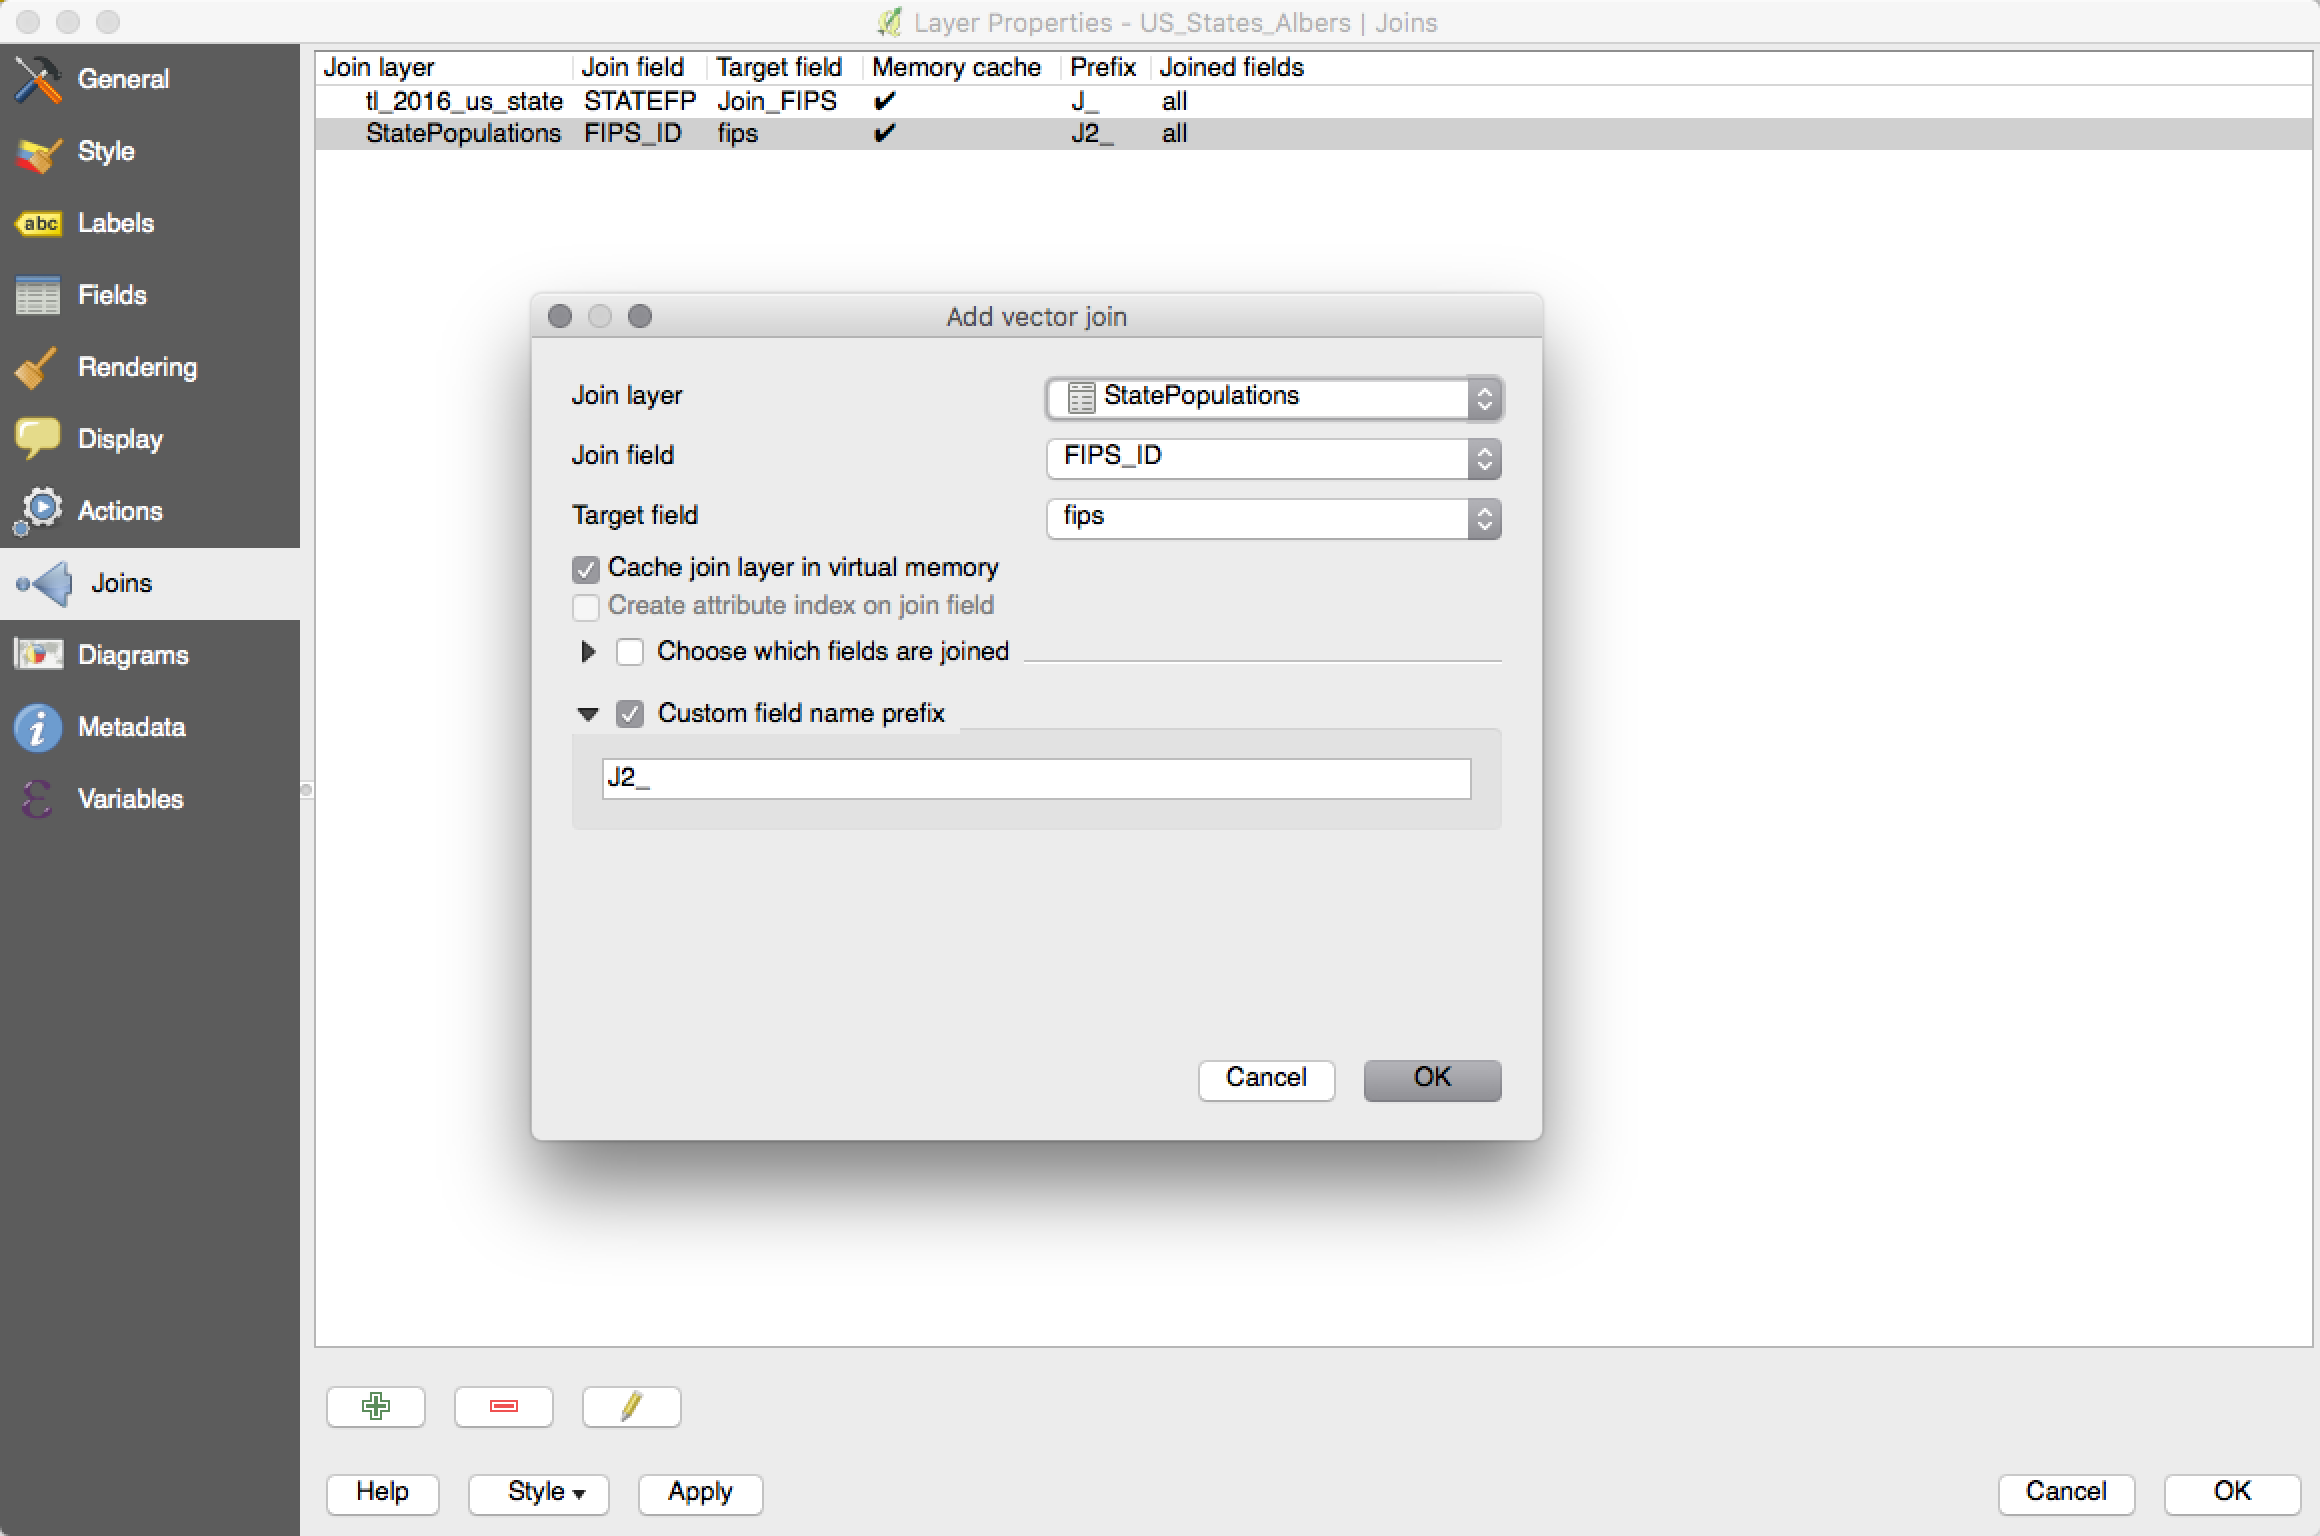 Layer Properties - US_States_Albers | Joins
General
Style
abc Labels
Fields
Rendering
Display
Actions
Joins
Diagrams
i Metadata
ε Variables
Join layer Join field Target field Memory cache Prefix Joined fields
tl_2016_us_state STATEFP Join_FIPS ✔ J_ all
StatePopulations FIPS_ID fips ✔ J2_ all
Add vector join
Join layer StatePopulations
Join field FIPS_ID
Target field fips
Cache join layer in virtual memory
Create attribute index on join field
Choose which fields are joined
Custom field name prefix
J2_
Cancel OK
Help Style Apply Cancel OK